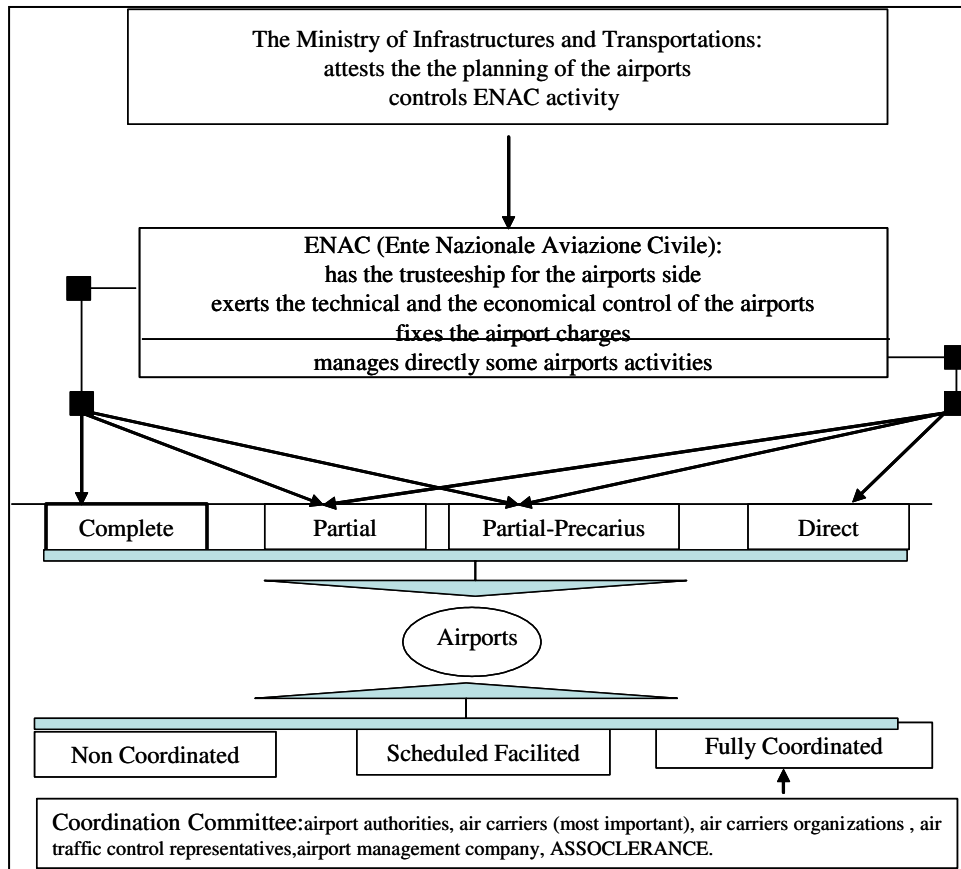 The Ministry of Infrastructures and Transportations:
attests the the planning of the airports
controls ENAC activity
ENAC (Ente Nazionale Aviazione Civile):
has the trusteeship for the airports side
exerts the technical and the economical control of the airports
fixes the airport charges
manages directly some airports activities
Complete
Partial
Partial-Precarius
Direct
Airports
Non Coordinated
Scheduled Facilited
Fully Coordinated
Coordination Committee:airport authorities, air carriers (most important), air carriers organizations , air
traffic control representatives,airport management company, ASSOCLERANCE.